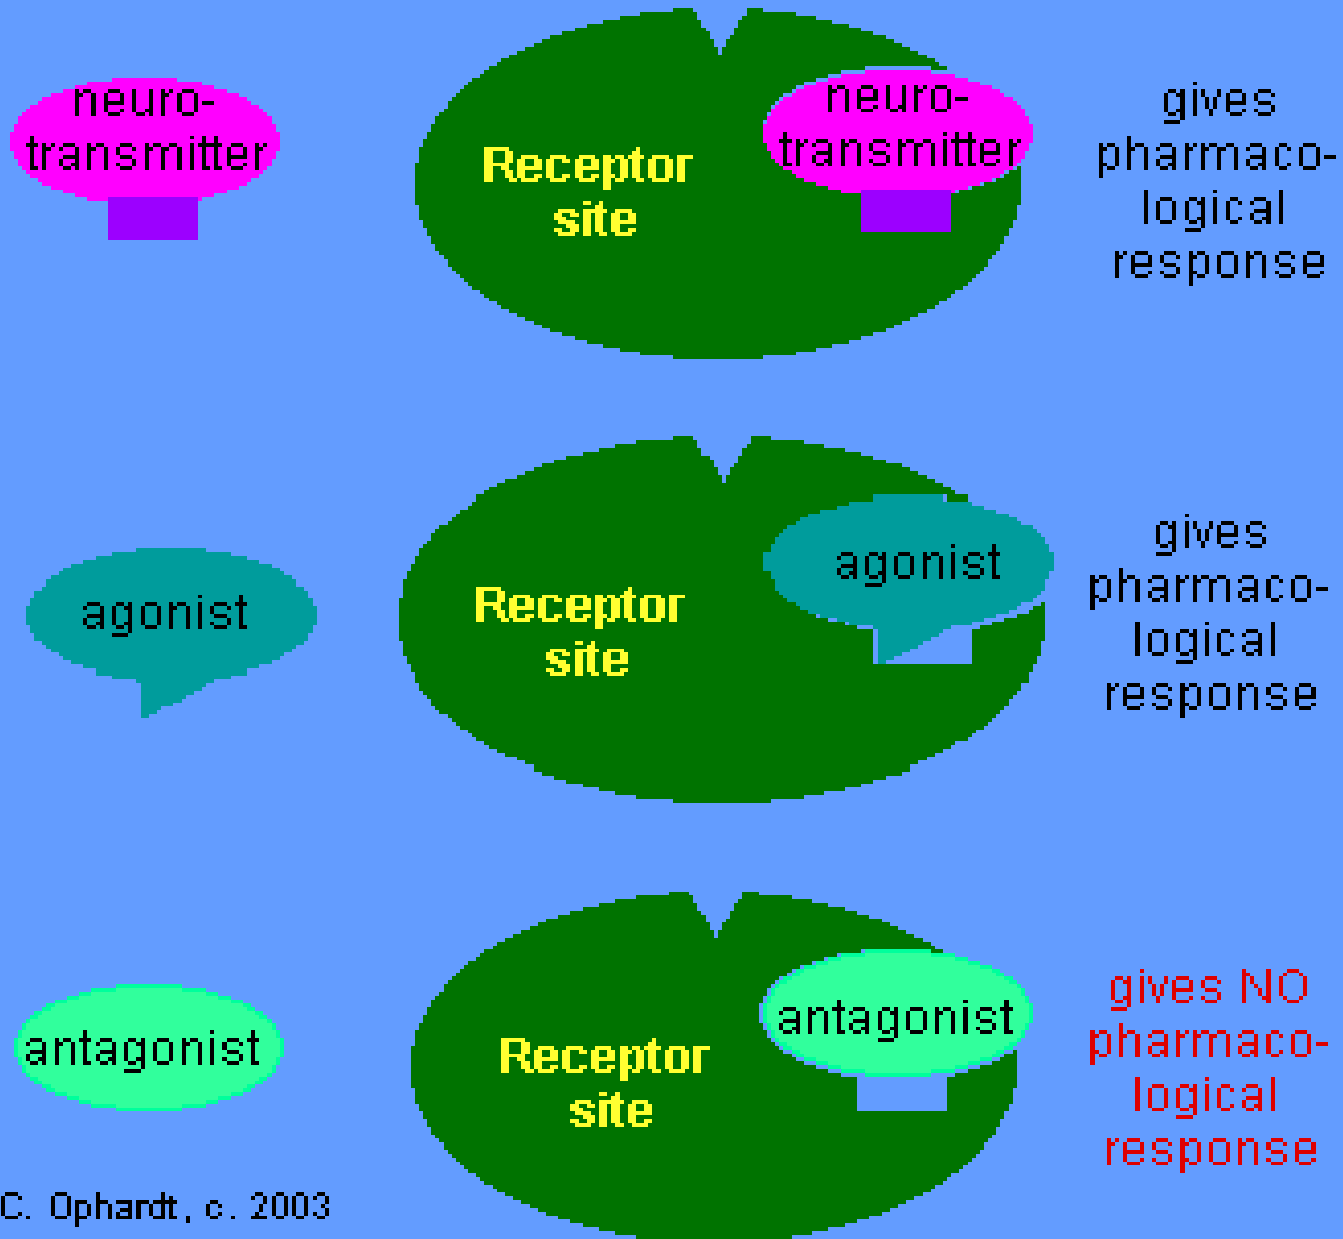 neuro-
transmitter
Receptor
site
neuro-
transmitter
gives
pharmaco-
logical
response
agonist
Receptor
site
agonist
gives
pharmaco-
logical
response
antagonist
Receptor
site
antagonist
gives NO
pharmaco-
logical
response
C. Ophardt, c. 2003